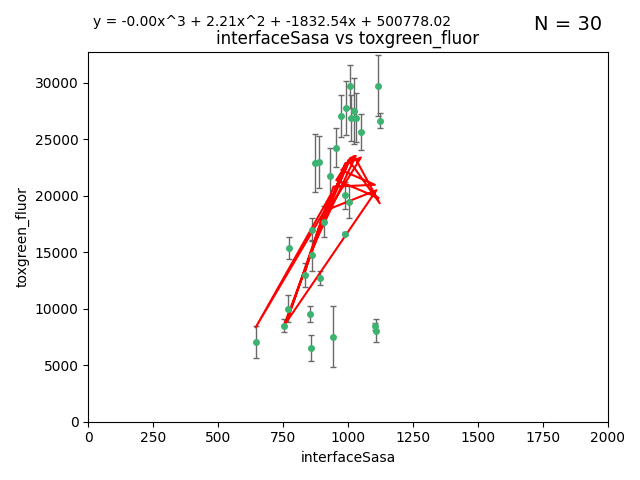 y = -0.00x^3 + 2.21x^2 + -1832.54x + 500778.02
N = 30
interfaceSasa vs toxgreen_fluor
30000
25000
20000
15000
10000
5000
0
toxgreen_fluor
0 250 500 750 1000 1250 1500 1750 2000
interfaceSasa